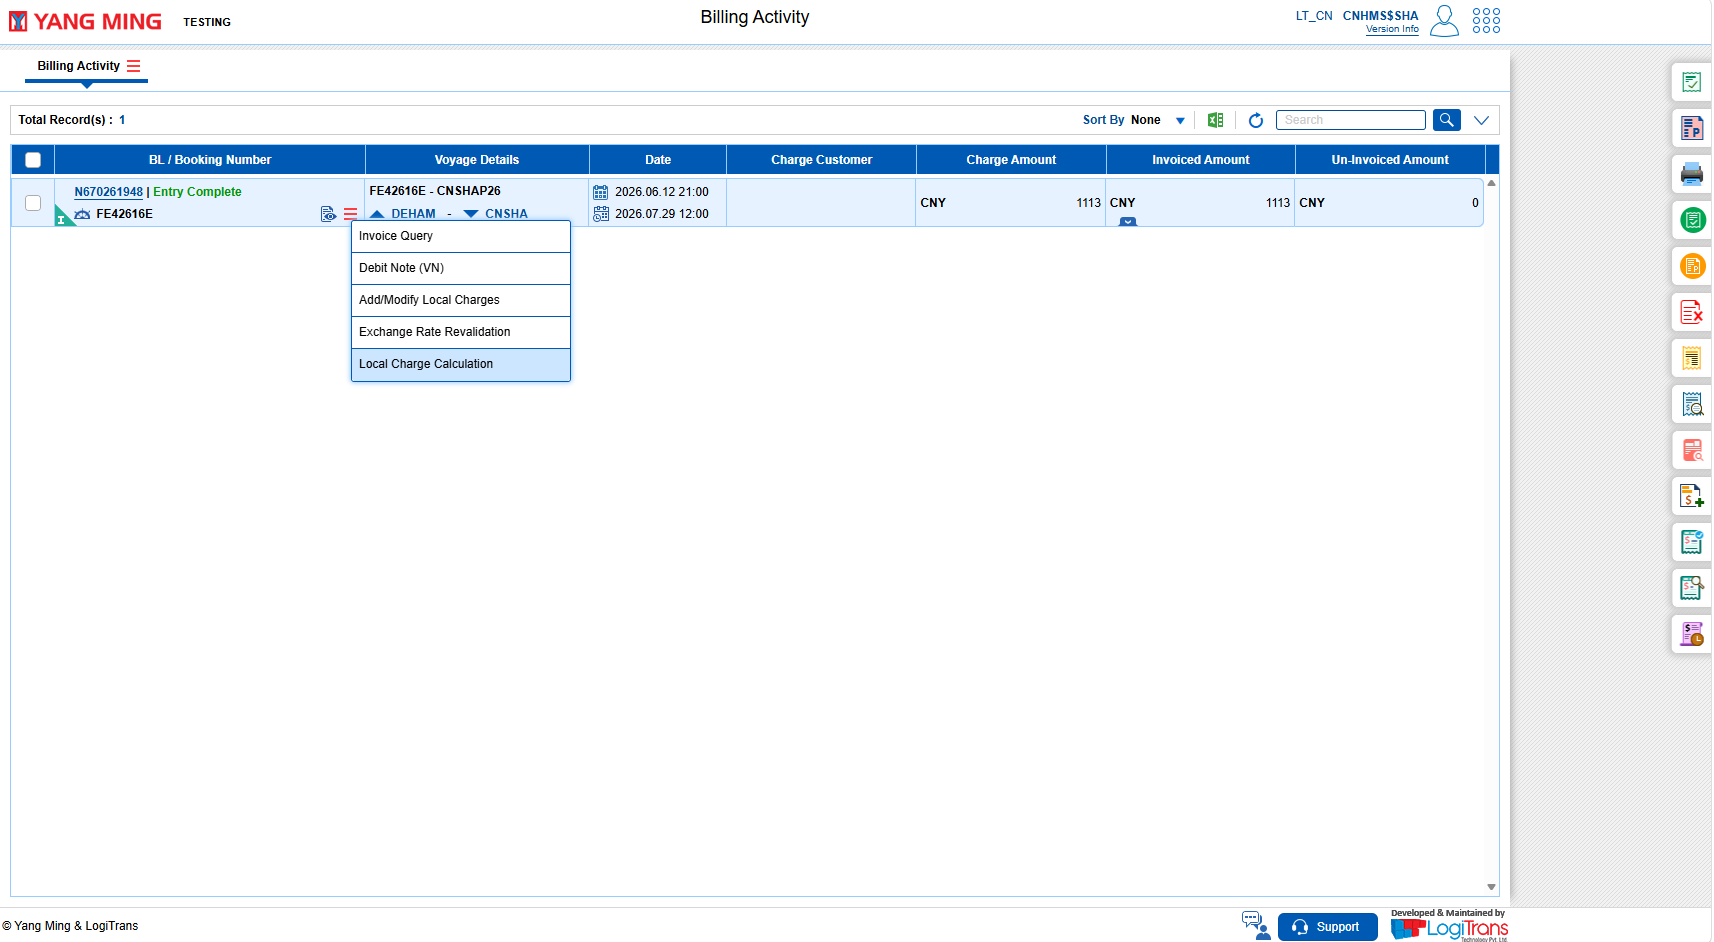 YANG MING TESTING Billing Activity LT_CN CNHMS$SHA
Version Info
Billing Activity
Total Record(s) : 1 Sort By None Search
BL / Booking Number Voyage Details Date Charge Customer Charge Amount Invoiced Amount Un-Invoiced Amount
N670261948 | Entry Complete FE42616E - CNSHAP26 2026.06.12 21:00
CNY 1113 CNY 1113 CNY 0
I FE42616E DEHAM - CNSHA 2026.07.29 12:00
Invoice Query
Debit Note (VN)
Add/Modify Local Charges
Exchange Rate Revalidation
Local Charge Calculation
© Yang Ming & LogiTrans Support
Developed & Maintained by
LogiTrans
Technology Pvt. Ltd.